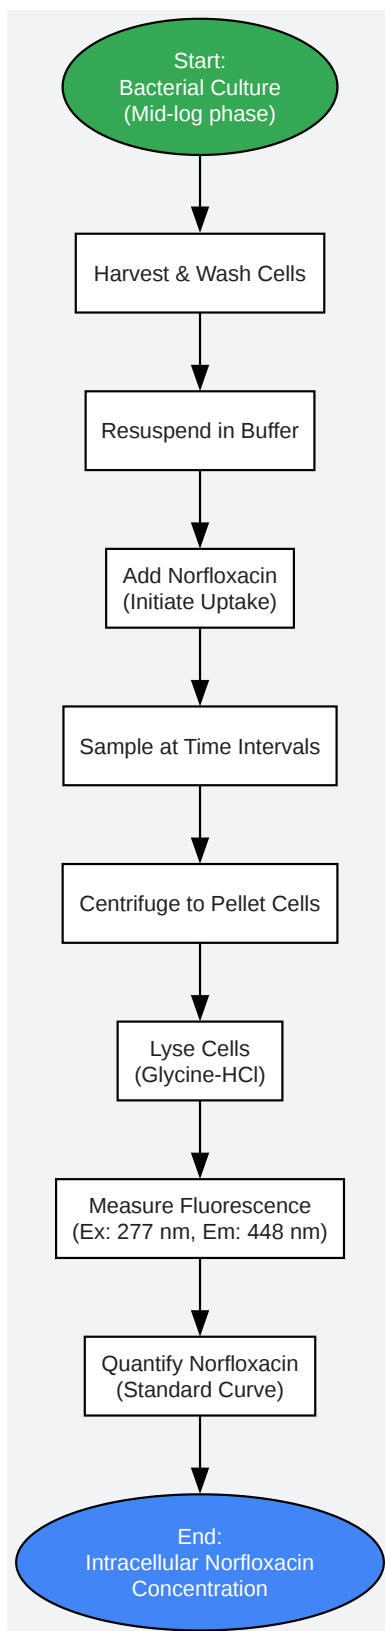 Start:
Bacterial Culture
(Mid-log phase)
Harvest & Wash Cells
Resuspend in Buffer
Add Norfloxacin
(Initiate Uptake)
Sample at Time Intervals
Centrifuge to Pellet Cells
Lyse Cells
(Glycine-HCl)
Measure Fluorescence
(Ex: 277 nm, Em: 448 nm)
Quantify Norfloxacin
(Standard Curve)
End:
Intracellular Norfloxacin
Concentration